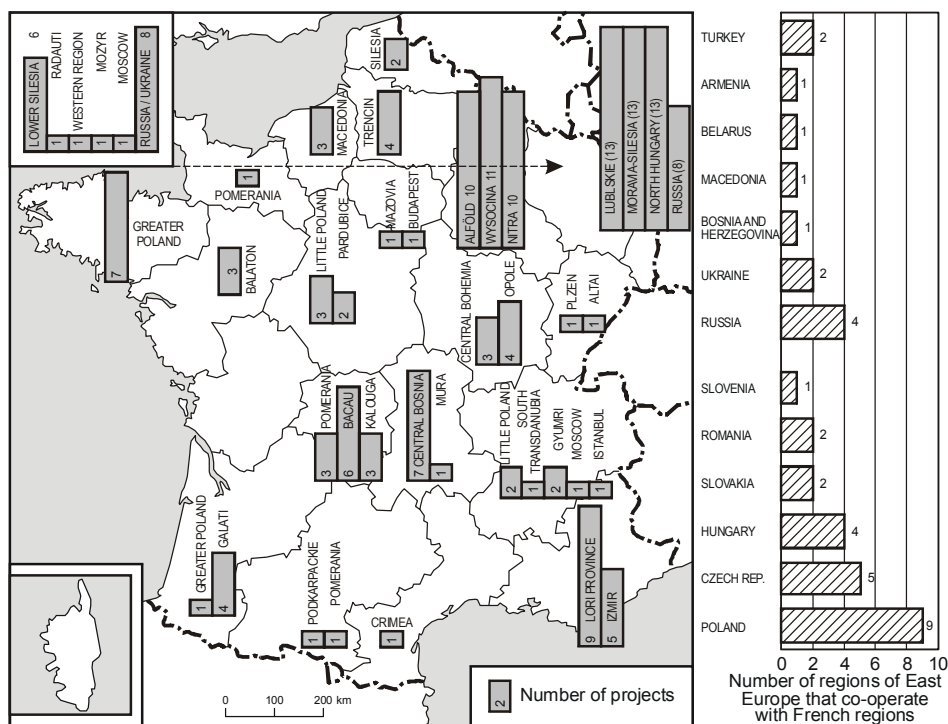 LOWER SILESIA 6
RADAUTI 1
WESTERN REGION 1
MOZYR 1
MOSCOW 1
RUSSIA / UKRAINE 8
SILESIA
2
MACEDONIA
3
TRENCIN
4
ALFÖLD 10
WYSOCINA 11
NITRA 10
LUBLSKIE (13)
MORAMA-SILESIA (13)
NORTH HUNGARY (13)
RUSSIA (8)
1
POMERANIA
GREATER
POLAND
7
BALATON
3
LITTLE POLAND
3
PARDUBICE
2
MAZOVIA
1
BUDAPEST
1
CENTRAL BOHEMIA
3
OPOLE
4
PLZEN
1
ALTAI
1
POMERANIA
3
BACAU
6
KALOUGA
3
7 CENTRAL BOSNIA
MURA
1
LITTLE POLAND
2
SOUTH
TRANSDANUBIA
1
GYUMRI
2
MOSCOW
1
ISTANBUL
1
GREATER POLAND
1
GALATI
4
PODKARPACKIE
1
POMERANIA
1
CRIMEA
1
9 LORI PROVINCE
5 IZMIR
0 100 200 km
2 Number of projects
TURKEY 2
ARMENIA 1
BELARUS 1
MACEDONIA 1
BOSNIA AND
HERZEGOVINA 1
UKRAINE 2
RUSSIA 4
SLOVENIA 1
ROMANIA 2
SLOVAKIA 2
HUNGARY 4
CZECH REP. 5
POLAND 9
0 2 4 6 8 10
Number of regions of East
Europe that co-operate
with French regions